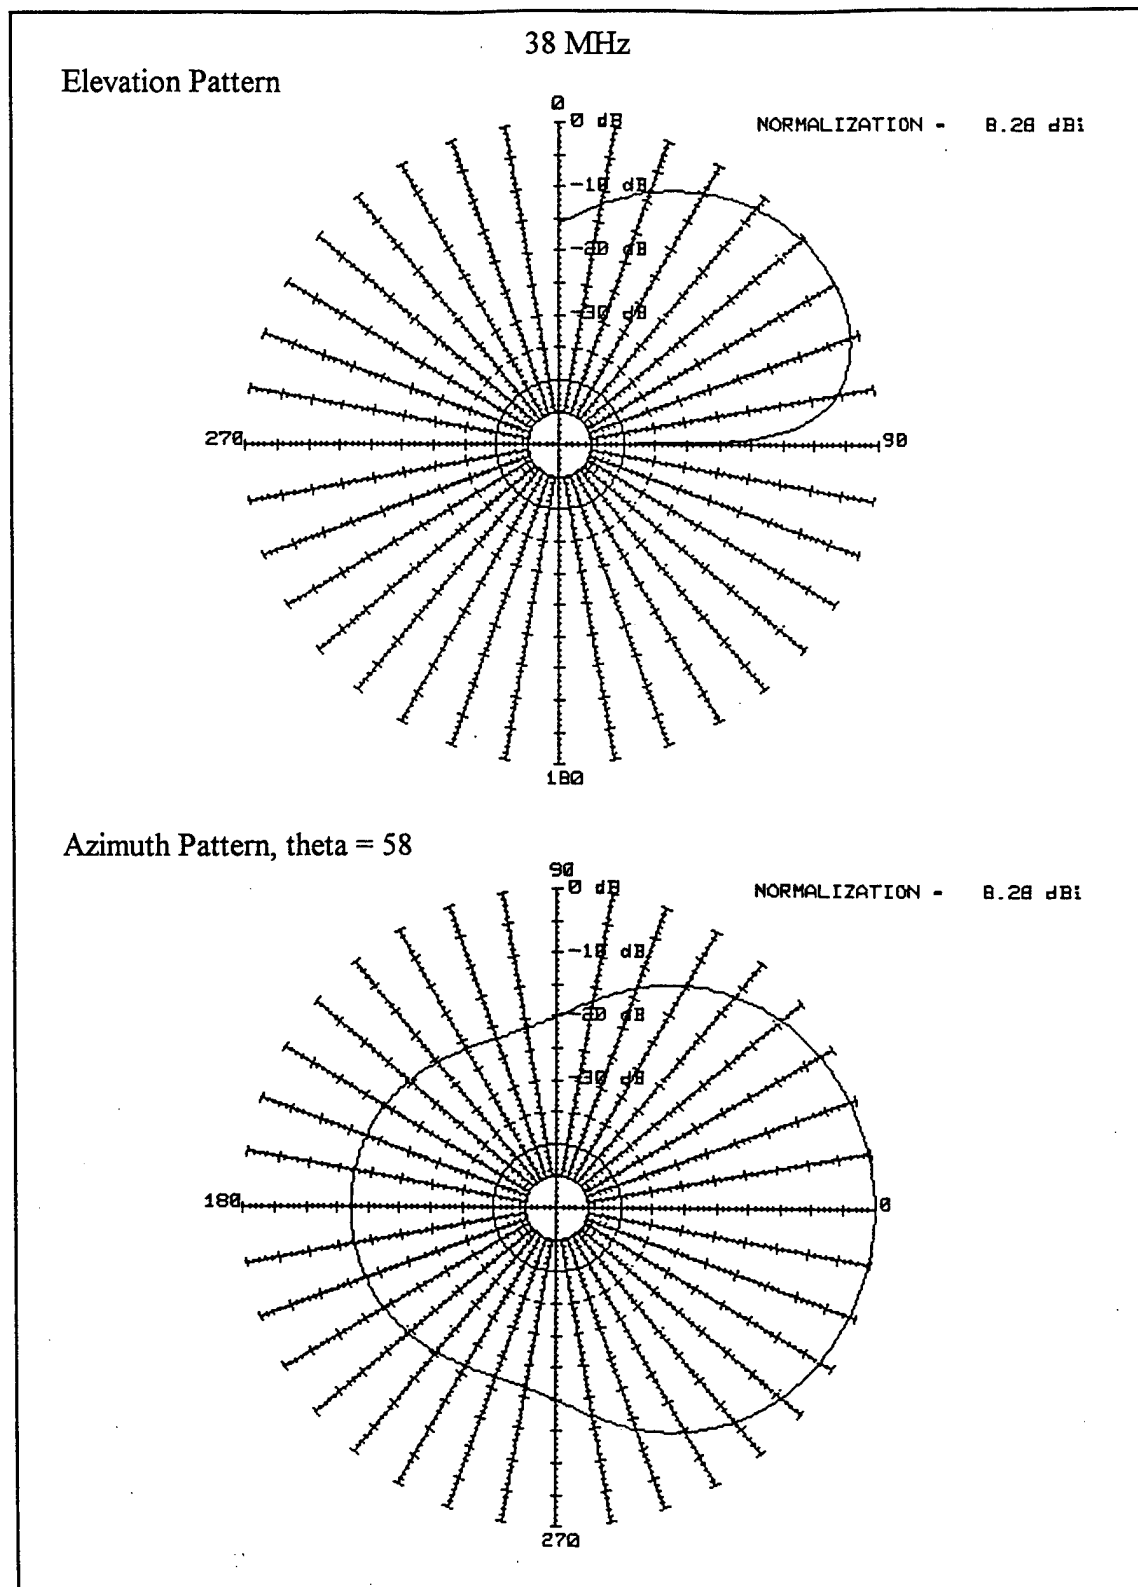 38 MHz
Elevation Pattern
0
0 dB
NORMALIZATION - 8.28 dBi
-10 dB
-20 dB
-30 dB
270
90
180
Azimuth Pattern, theta = 58
90
0 dB
NORMALIZATION - 8.28 dBi
-10 dB
-20 dB
-30 dB
180
0
270